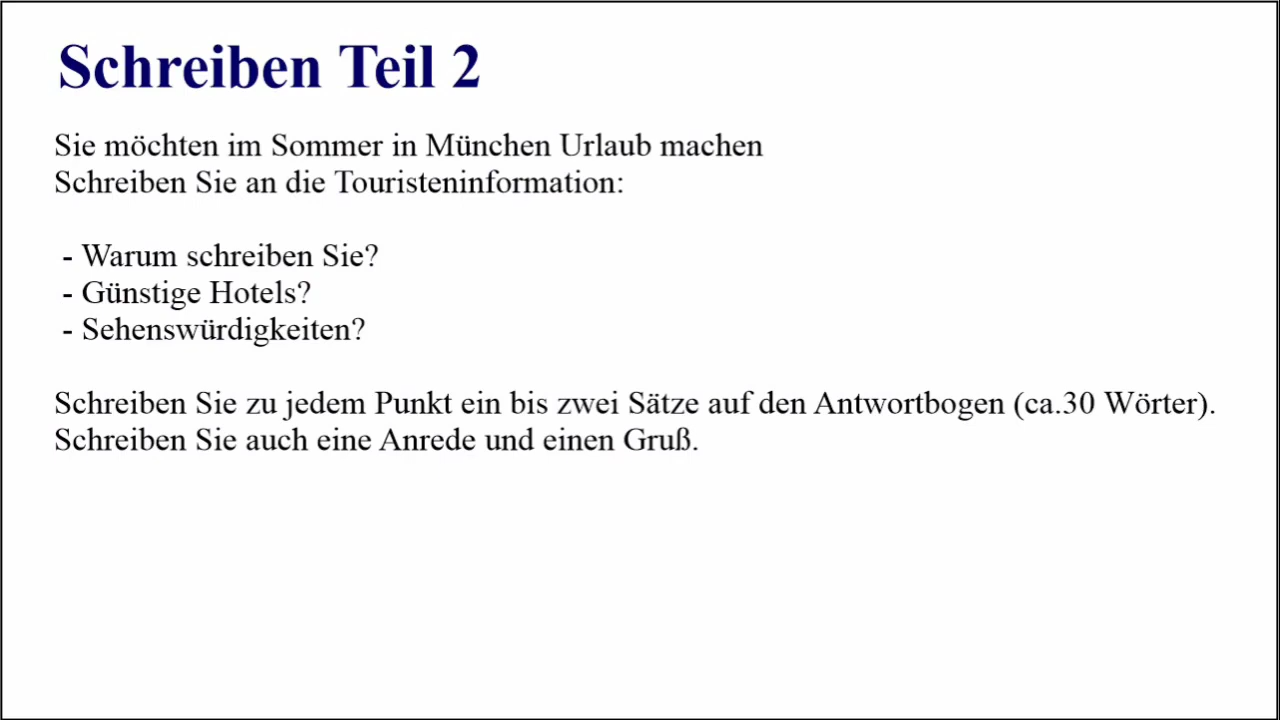 Schreiben Teil 2
Sie möchten im Sommer in München Urlaub machen
Schreiben Sie an die Touristeninformation:
- Warum schreiben Sie?
- Günstige Hotels?
- Sehenswürdigkeiten?
Schreiben Sie zu jedem Punkt ein bis zwei Sätze auf den Antwortbogen (ca.30 Wörter).
Schreiben Sie auch eine Anrede und einen Gruß.